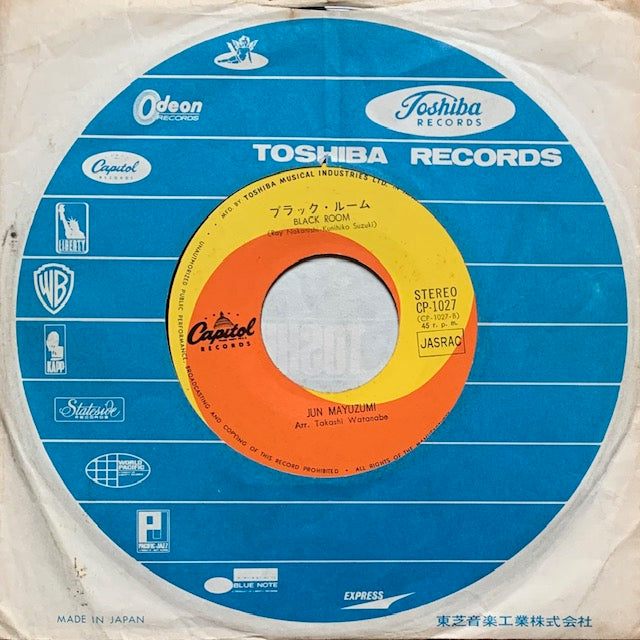 Odeon
RECORDS
Toshiba
RECORDS
TOSHIBA RECORDS
Capitol
RECORDS
LIBERTY
WB
KAPP
Stateside
RECORDS
WORLD
PACIFIC
PACIFIC JAZZ
BLUE NOTE
EXPRESS
MADE IN JAPAN
東芝音楽工業株式会社
MFD. BY TOSHIBA MUSICAL INDUSTRIES LTD. IN
ブラック・ルーム
BLACK ROOM
(Ray Nakanishi-Kunihiko Suzuki)
STEREO
CP-1027
(CP-1027-B)
45 r. p. m.
JASRAC
Capitol
RECORDS
JUN MAYUZUMI
Arr. Takashi Watanabe
UNAUTHORIZED PUBLIC PERFORMANCE, BROADCASTING AND COPYING OF THIS RECORD PROHIBITED • ALL RIGHTS OF THE